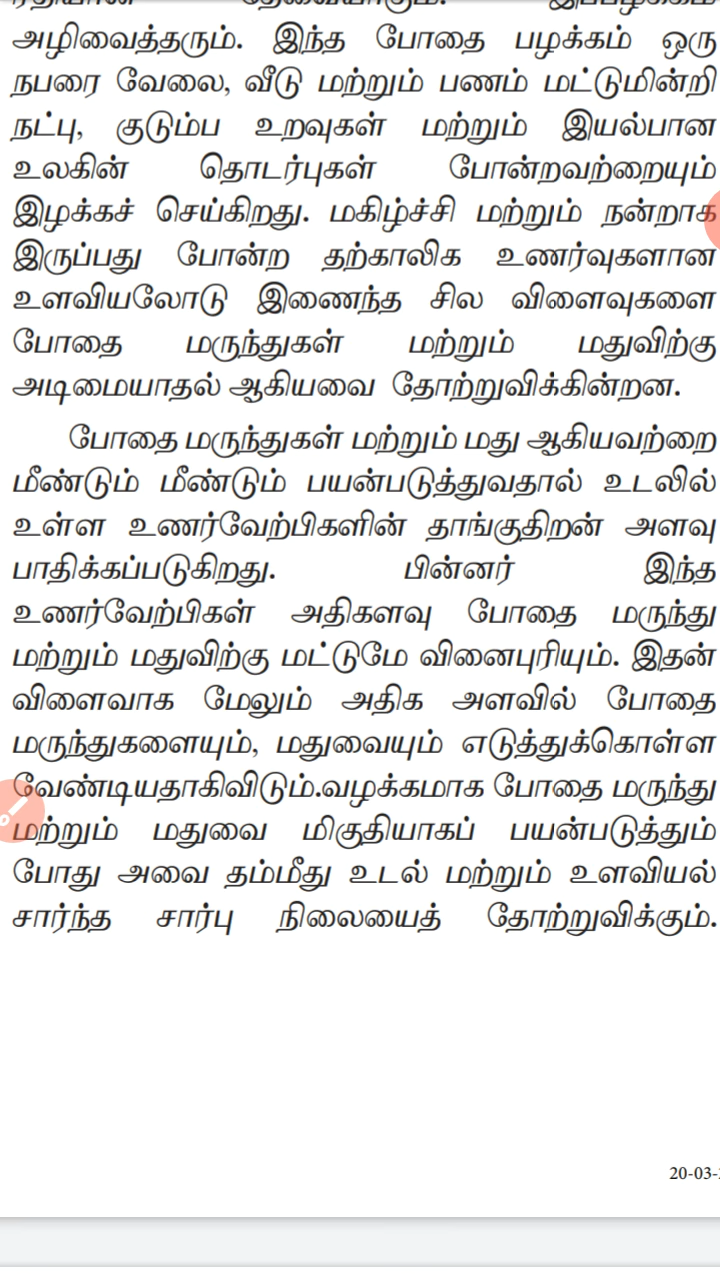 அழிவைத்தரும். இந்த போதை பழக்கம் ஒரு
நபரை வேலை, வீடு மற்றும் பணம் மட்டுமின்றி
நட்பு, குடும்ப உறவுகள் மற்றும் இயல்பான
உலகின் தொடர்புகள் போன்றவற்றையும்
இழக்கச் செய்கிறது. மகிழ்ச்சி மற்றும் நன்றாக
இருப்பது போன்ற தற்காலிக உணர்வுகளான
உளவியலோடு இணைந்த சில விளைவுகளை
போதை மருந்துகள் மற்றும் மதுவிற்கு
அடிமையாதல் ஆகியவை தோற்றுவிக்கின்றன.
போதை மருந்துகள் மற்றும் மது ஆகியவற்றை
மீண்டும் மீண்டும் பயன்படுத்துவதால் உடலில்
உள்ள உணர்வேற்பிகளின் தாங்குதிறன் அளவு
பாதிக்கப்படுகிறது. பின்னர் இந்த
உணர்வேற்பிகள் அதிகளவு போதை மருந்து
மற்றும் மதுவிற்கு மட்டுமே வினைபுரியும். இதன்
விளைவாக மேலும் அதிக அளவில் போதை
மருந்துகளையும், மதுவையும் எடுத்துக்கொள்ள
வேண்டியதாகிவிடும்.வழக்கமாக போதை மருந்து
மற்றும் மதுவை மிகுதியாகப் பயன்படுத்தும்
போது அவை தம்மீது உடல் மற்றும் உளவியல்
சார்ந்த சார்பு நிலையைத் தோற்றுவிக்கும்.
20-03-